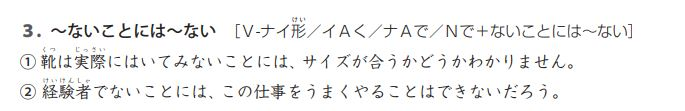 3. ～ないことには～ない [V-ナイ形／イAく／ナAで／Nで＋ないことには～ない]
①靴は実際にはいてみないことには、サイズが合うかどうかわかりません。
②経験者でないことには、この仕事をうまくやることはできないだろう。